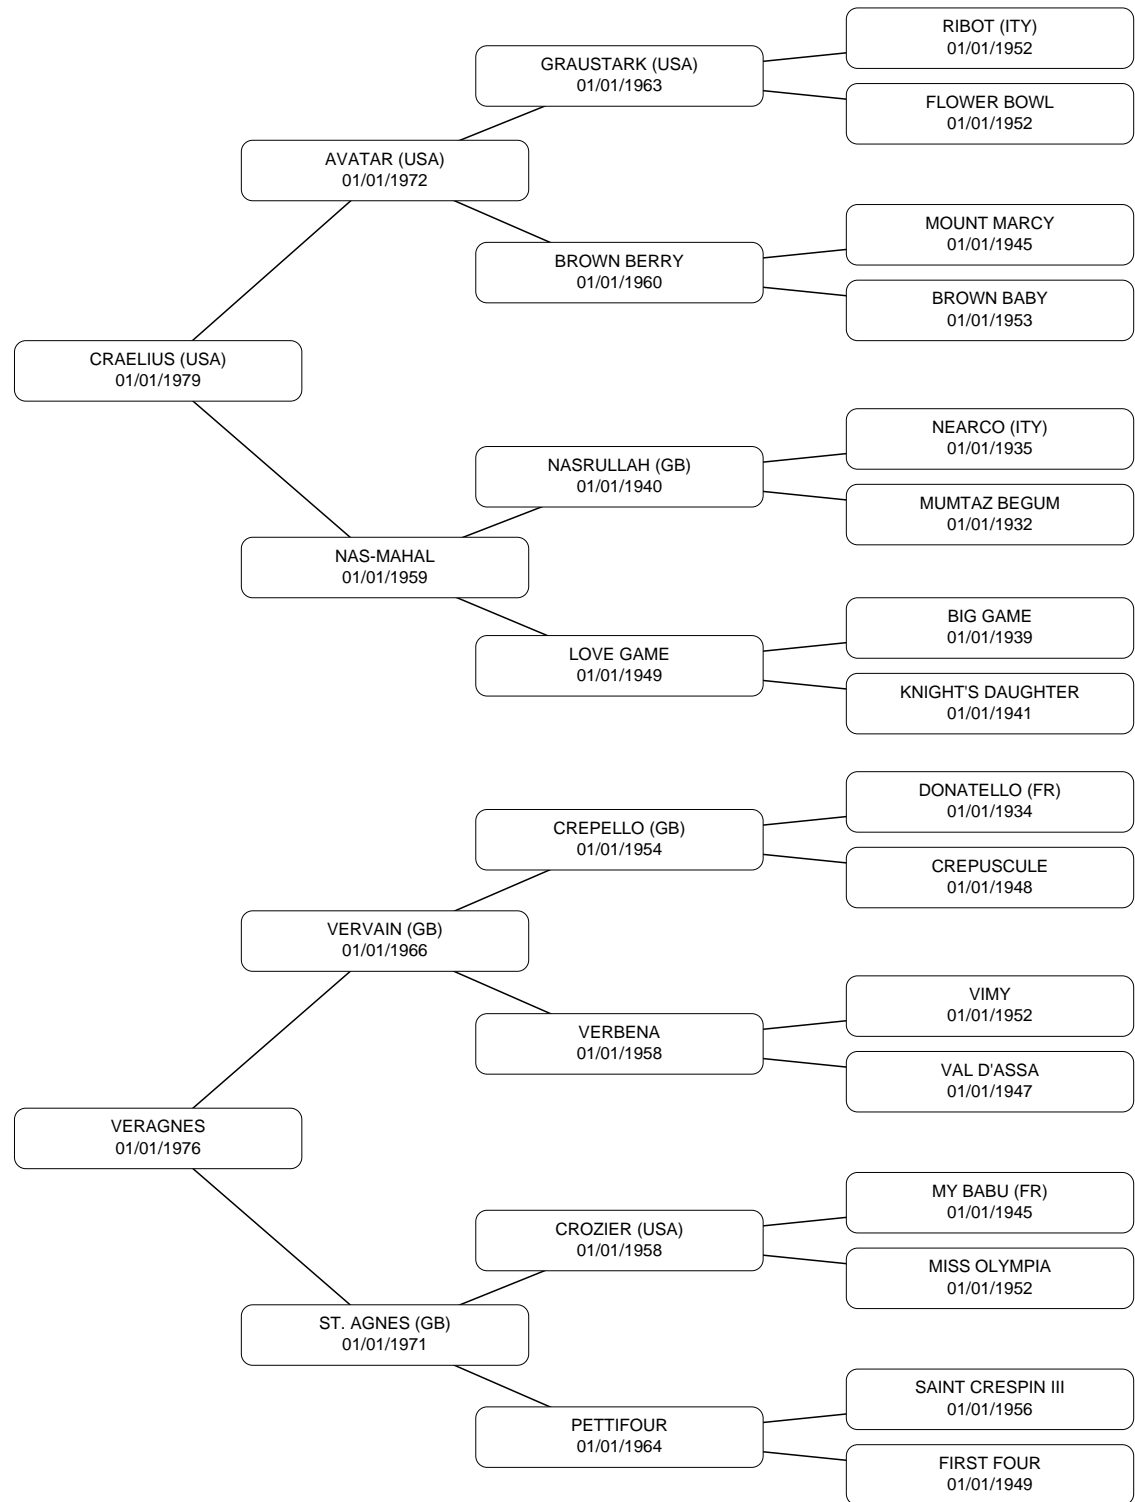 RIBOT (ITY)
01/01/1952
GRAUSTARK (USA)
01/01/1963
FLOWER BOWL
01/01/1952
AVATAR (USA)
01/01/1972
MOUNT MARCY
01/01/1945
BROWN BERRY
01/01/1960
BROWN BABY
01/01/1953
CRAELIUS (USA)
01/01/1979
NEARCO (ITY)
01/01/1935
NASRULLAH (GB)
01/01/1940
MUMTAZ BEGUM
01/01/1932
NAS-MAHAL
01/01/1959
BIG GAME
01/01/1939
LOVE GAME
01/01/1949
KNIGHT'S DAUGHTER
01/01/1941
DONATELLO (FR)
01/01/1934
CREPELLO (GB)
01/01/1954
CREPUSCULE
01/01/1948
VERVAIN (GB)
01/01/1966
VIMY
01/01/1952
VERBENA
01/01/1958
VAL D'ASSA
01/01/1947
VERAGNES
01/01/1976
MY BABU (FR)
01/01/1945
CROZIER (USA)
01/01/1958
MISS OLYMPIA
01/01/1952
ST. AGNES (GB)
01/01/1971
SAINT CRESPIN III
01/01/1956
PETTIFOUR
01/01/1964
FIRST FOUR
01/01/1949